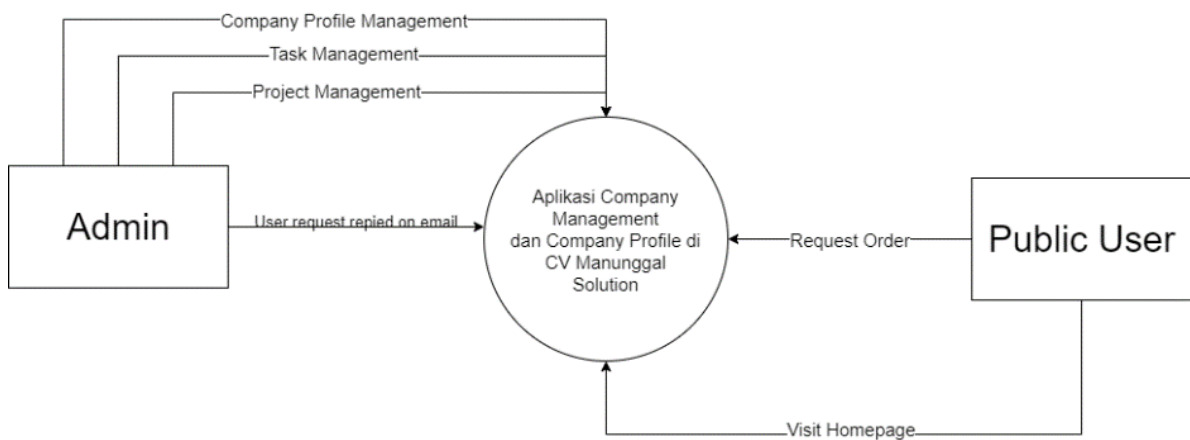 Company Profile Management
Task Management
Project Management
Admin
User request repied on email
Aplikasi Company
Management
dan Company Profile di
CV Manunggal
Solution
Request Order
Public User
Visit Homepage